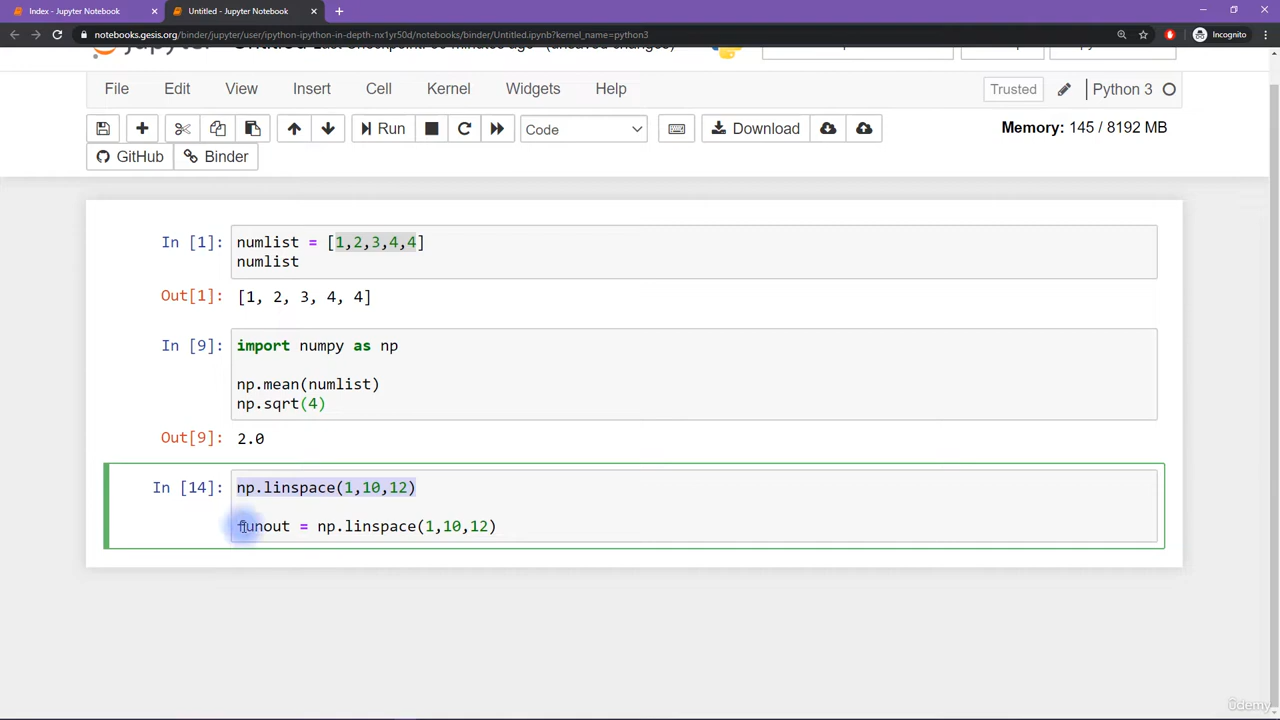 Index - Jupyter Notebook
Untitled - Jupyter Notebook
notebooks.gesis.org/binder/jupyter/user/ipython-ipython-in-depth-nx1yr50d/notebooks/binder/Untitled.ipynb?kernel_name=python3
Incognito
File Edit View Insert Cell Kernel Widgets Help
Trusted
Python 3
Run
Code
Download
Memory: 145 / 8192 MB
GitHub
Binder
In [1]: numlist = [1,2,3,4,4]
numlist
Out[1]: [1, 2, 3, 4, 4]
In [9]: import numpy as np
np.mean(numlist)
np.sqrt(4)
Out[9]: 2.0
In [14]: np.linspace(1,10,12)
funout = np.linspace(1,10,12)
ûdemy